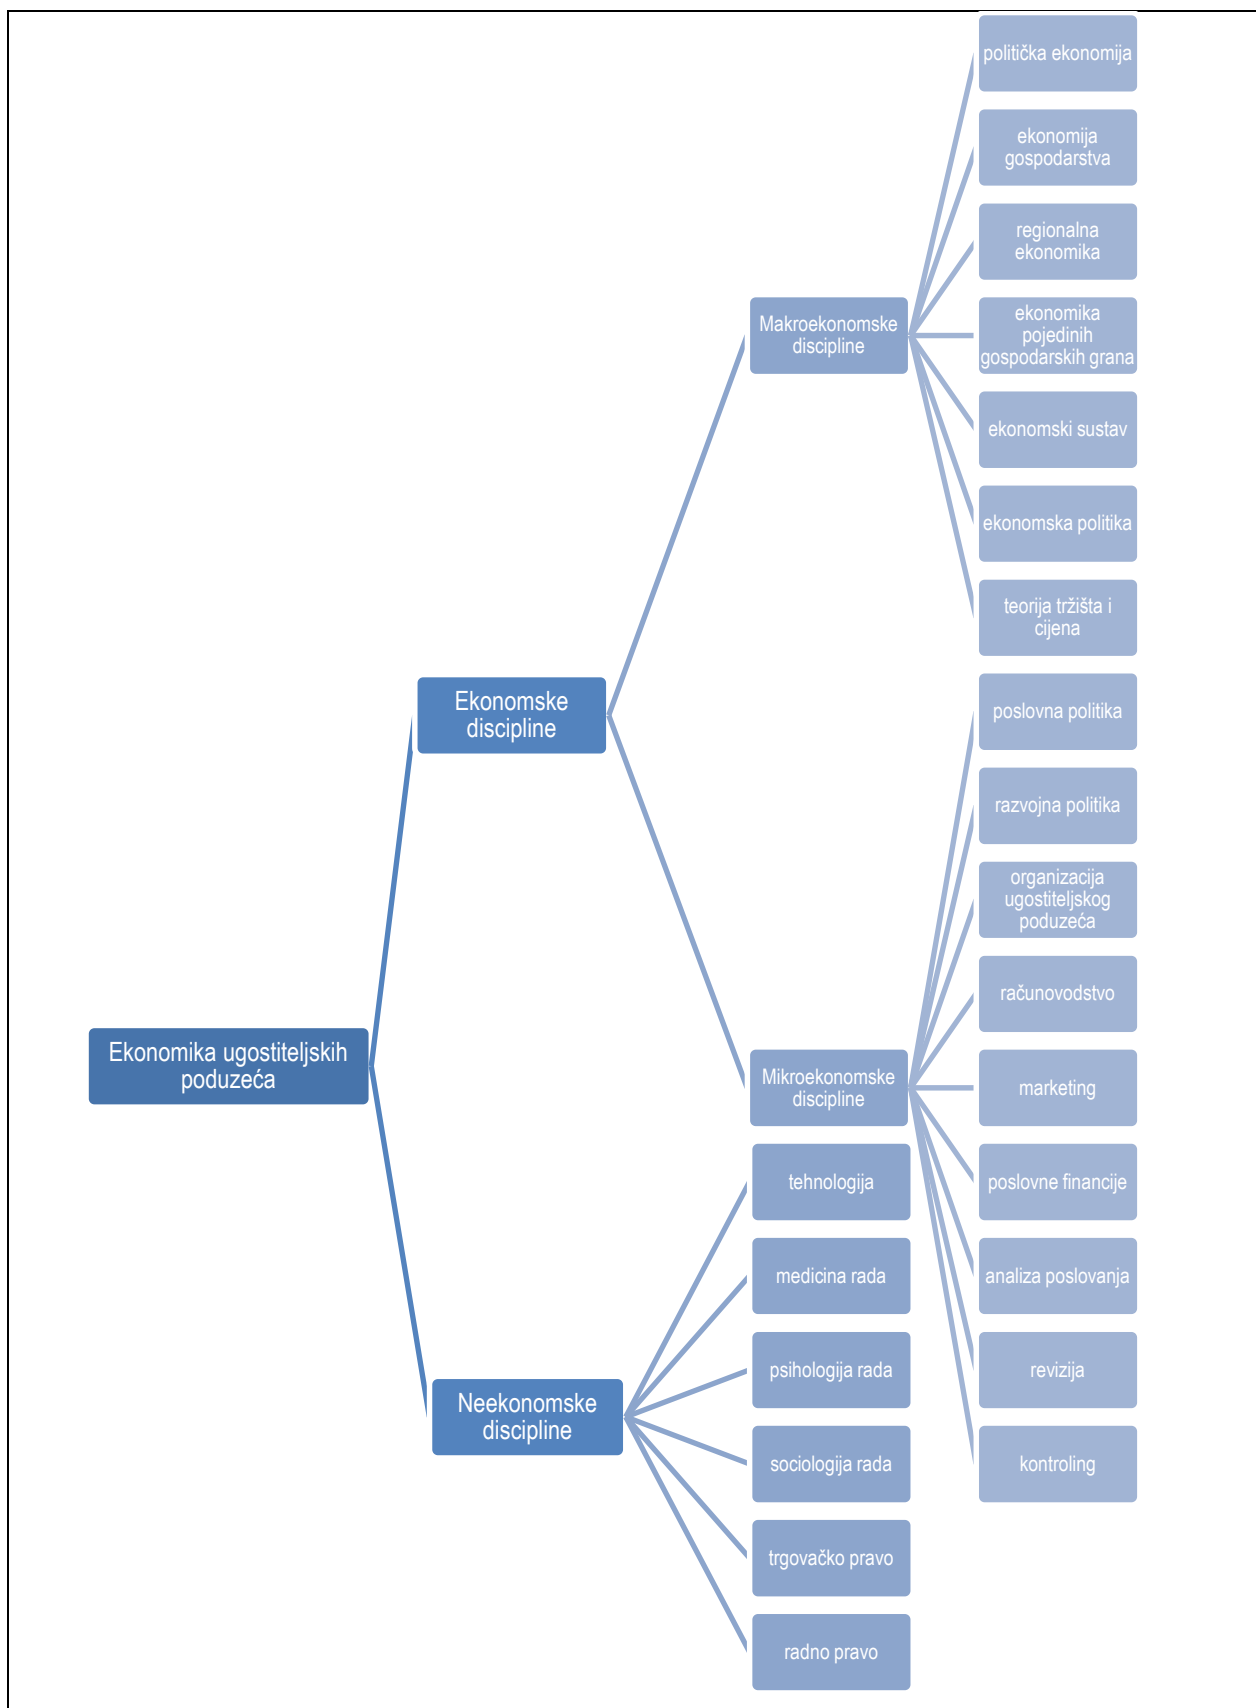 Ekonomika ugostiteljskih
poduzeća
Ekonomske
discipline
Makroekonomske
discipline
politička ekonomija
ekonomija
gospodarstva
regionalna
ekonomika
ekonomika
pojedinih
gospodarskih grana
ekonomski sustav
ekonomska politika
teorija tržišta i
cijena
Mikroekonomske
discipline
poslovna politika
razvojna politika
organizacija
ugostiteljskog
poduzeća
računovodstvo
marketing
poslovne financije
analiza poslovanja
revizija
kontroling
Neekonomske
discipline
tehnologija
medicina rada
psihologija rada
sociologija rada
trgovačko pravo
radno pravo